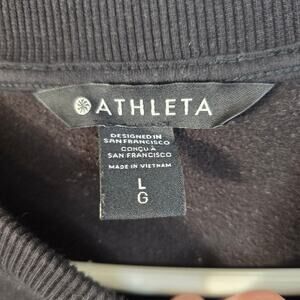 ATHLETA
DESIGNED IN
SAN FRANCISCO
CONÇU À
SAN FRANCISCO
MADE IN VIETNAM
L
G